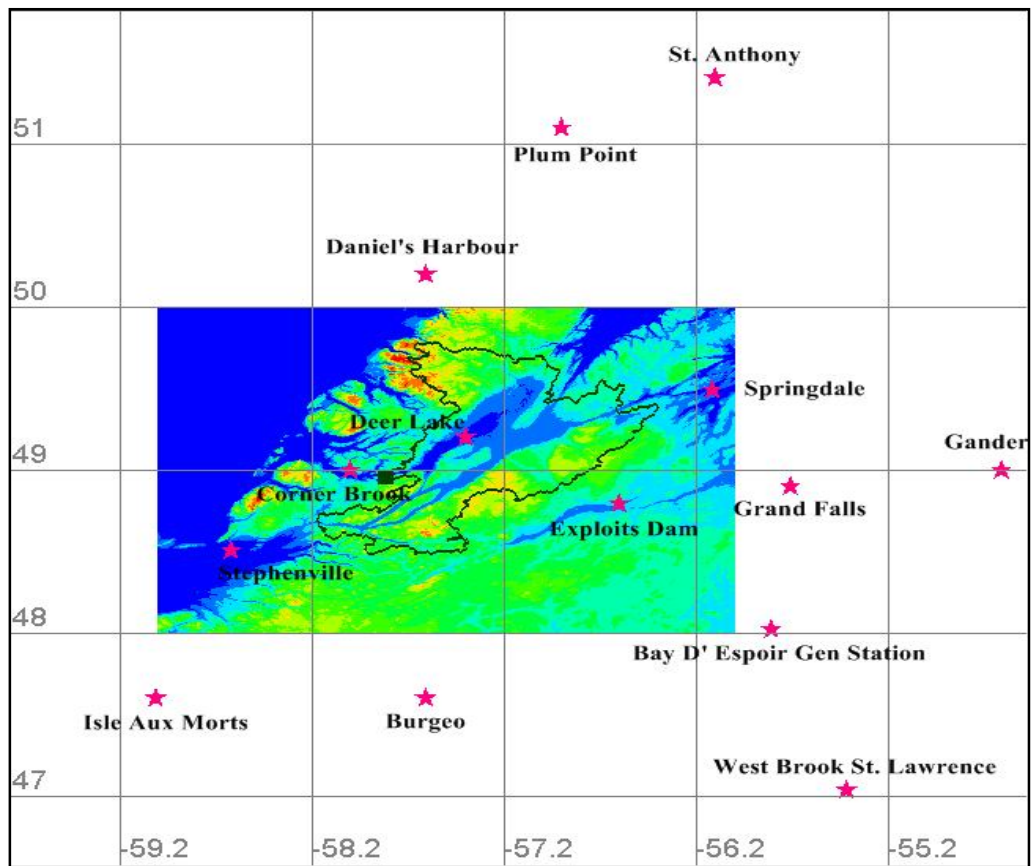 St. Anthony
51
Plum Point
Daniel's Harbour
50
Springdale
Deer Lake
Gander
49
Corner Brook
Grand Falls
Exploits Dam
Stephenville
48
Bay D' Espoir Gen Station
Isle Aux Morts
Burgeo
West Brook St. Lawrence
47
-59.2
-58.2
-57.2
-56.2
-55.2